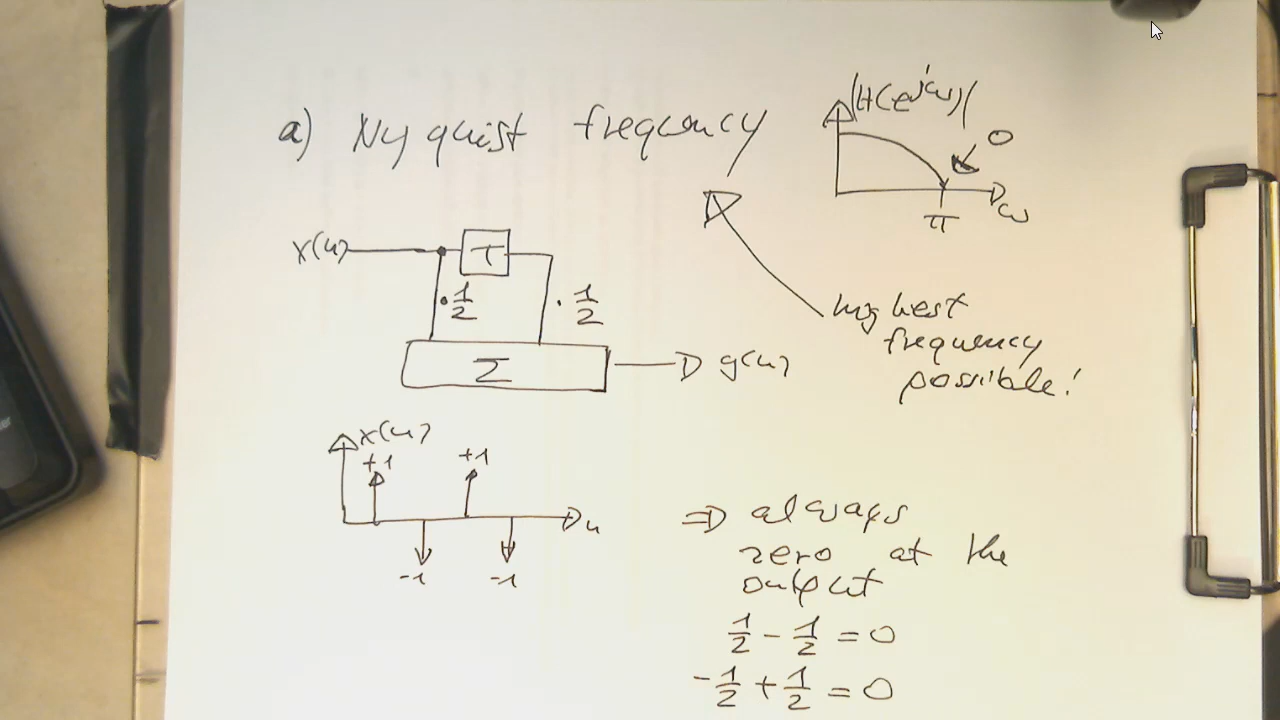 a) Nyquist frequency
|H(e^jω)|
0
π
ω
x(n)
T
· 1/2
· 1/2
Σ
y(n)
highest
frequency
possible!
x(n)
+1
+1
-1
-1
n
⇒ always
zero at the
output
1/2 - 1/2 = 0
-1/2 + 1/2 = 0